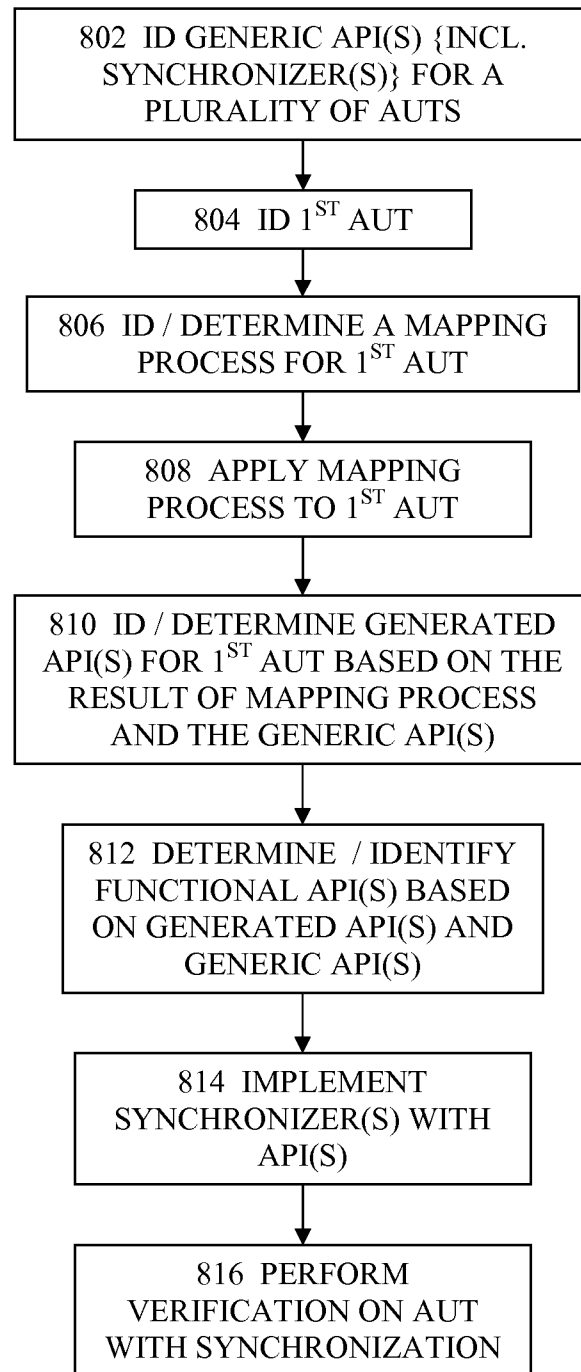 802 ID GENERIC API(S) {INCL.
SYNCHRONIZER(S)} FOR A
PLURALITY OF AUTS
804 ID 1ST AUT
806 ID / DETERMINE A MAPPING
PROCESS FOR 1ST AUT
808 APPLY MAPPING
PROCESS TO 1ST AUT
810 ID / DETERMINE GENERATED
API(S) FOR 1ST AUT BASED ON THE
RESULT OF MAPPING PROCESS
AND THE GENERIC API(S)
812 DETERMINE / IDENTIFY
FUNCTIONAL API(S) BASED
ON GENERATED API(S) AND
GENERIC API(S)
814 IMPLEMENT
SYNCHRONIZER(S) WITH
API(S)
816 PERFORM
VERIFICATION ON AUT
WITH SYNCHRONIZATION